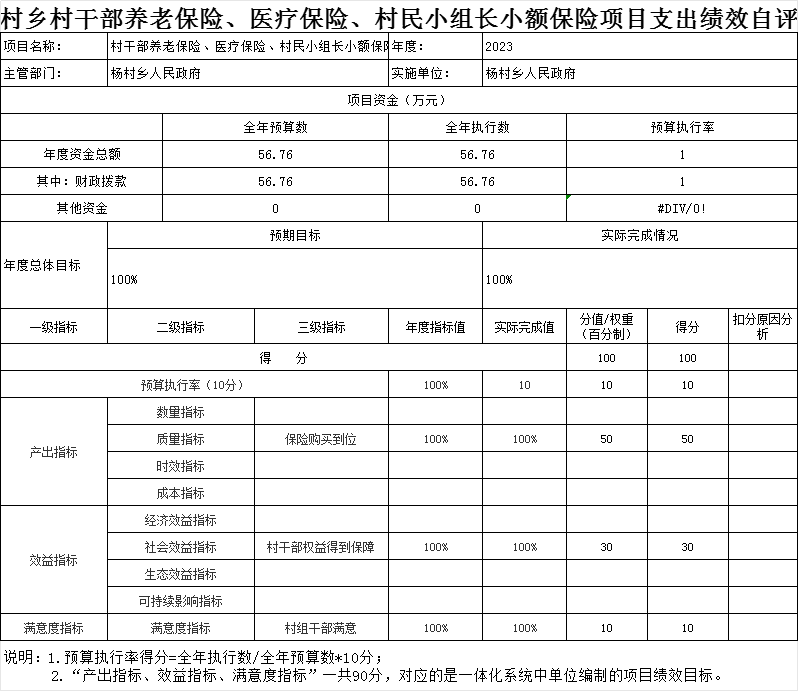 村乡村干部养老保险、医疗保险、村民小组长小额保险项目支出绩效自评
项目名称： 村干部养老保险、医疗保险、村民小组长小额保 年度： 2023
主管部门： 杨村乡人民政府 实施单位： 杨村乡人民政府
项目资金（万元）
全年预算数 全年执行数 预算执行率
年度资金总额 56.76 56.76 1
其中：财政拨款 56.76 56.76 1
其他资金 0 0 #DIV/0!
年度总体目标 预期目标 实际完成情况
100% 100%
一级指标 二级指标 三级指标 年度指标值 实际完成值 分值/权重（百分制） 得分 扣分原因分析
得 分 100 100
预算执行率（10分） 100% 10 10 10
产出指标 数量指标
质量指标 保险购买到位 100% 100% 50 50
时效指标
成本指标
效益指标 经济效益指标
社会效益指标 村干部权益得到保障 100% 100% 30 30
生态效益指标
可持续影响指标
满意度指标 满意度指标 村组干部满意 100% 100% 10 10
说明：1.预算执行率得分=全年执行数/全年预算数*10分；
2.“产出指标、效益指标、满意度指标”一共90分，对应的是一体化系统中单位编制的项目绩效目标。